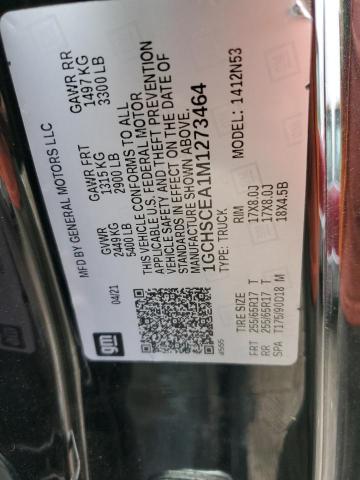 MFD BY GENERAL MOTORS LLC
04/21
GVWR
2449KG
5400 LB
GAWR FRT
1315 KG
2900 LB
GAWR RR
1497 KG
3300 LB
THIS VEHICLE CONFORMS TO ALL
APPLICABLE U.S. FEDERAL MOTOR
VEHICLE SAFETY AND THEFT PREVENTION
STANDARDS IN EFFECT ON THE DATE OF
MANUFACTURE SHOWN ABOVE.
1GCHSCEA1M1273464
TYPE: TRUCK
MODEL: 1412N53
gm
TIRE SIZE RIM
FRT 255/65R17 T 17X8.0J
RR 255/65R17 T 17X8.0J
SPA T175/90D18 M 18X4.5B